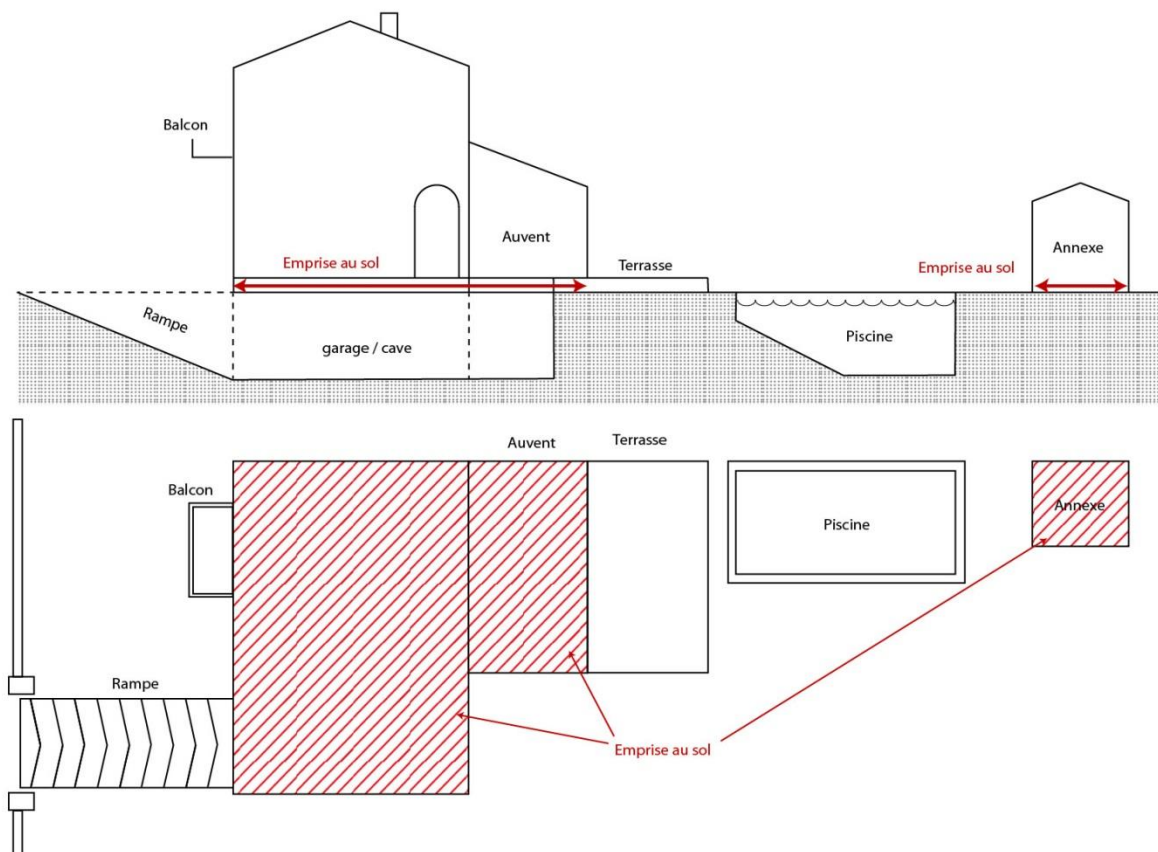 Balcon
Auvent
Annexe
Emprise au sol
Terrasse
Emprise au sol
Rampe
garage / cave
Piscine
Auvent
Terrasse
Balcon
Piscine
Annexe
Rampe
Emprise au sol